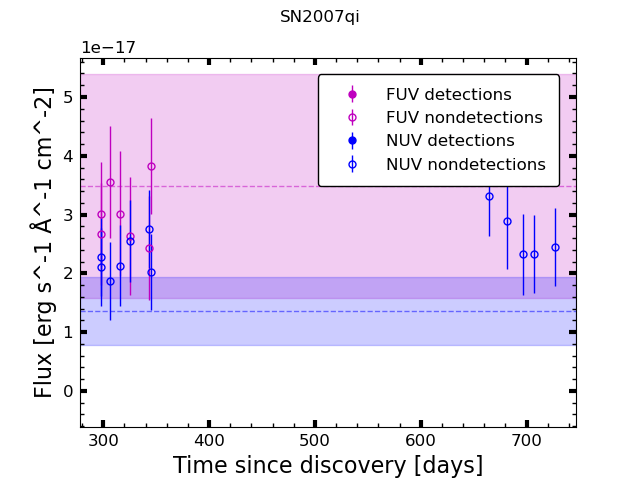 SN2007qi
1e−17
FUV detections
FUV nondetections
NUV detections
NUV nondetections
5
4
3
2
1
0
300 400 500 600 700
Flux [erg s^-1 Å^-1 cm^-2]
Time since discovery [days]